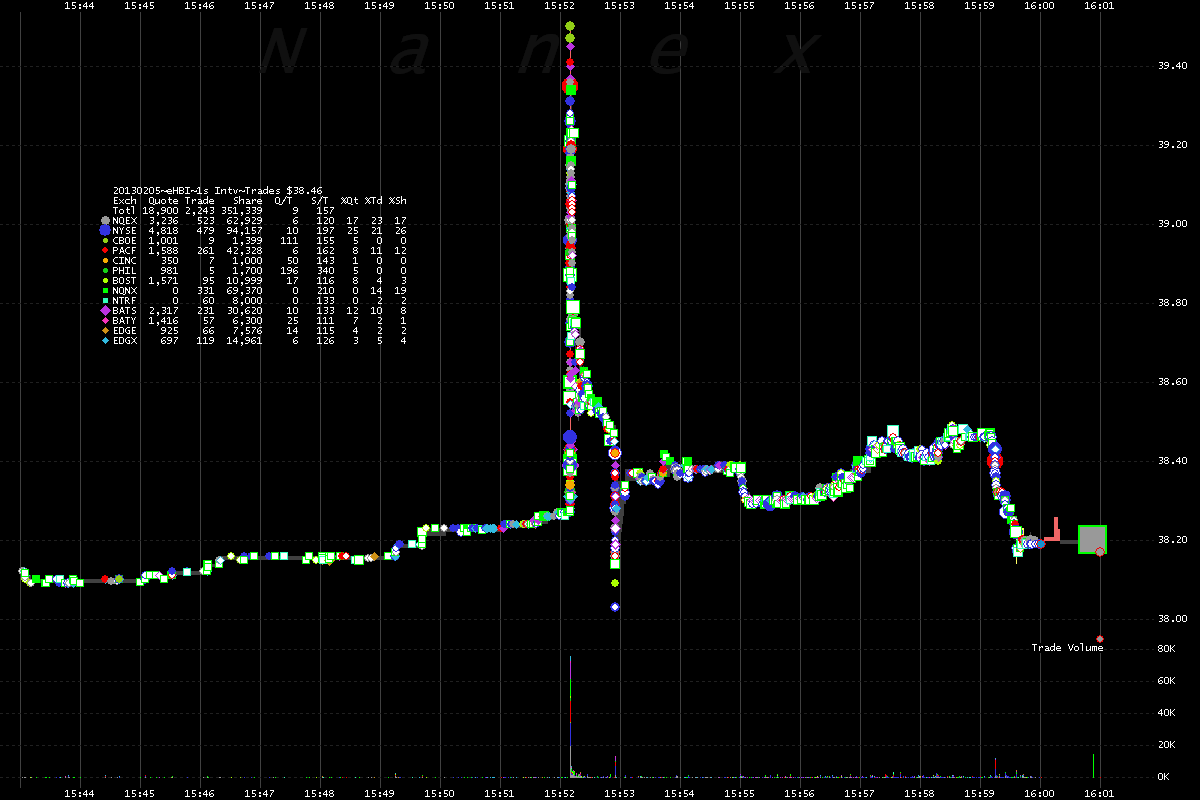 15:44 15:45 15:46 15:47 15:48 15:49 15:50 15:51 15:52 15:53 15:54 15:55 15:56 15:57 15:58 15:59 16:00 16:01
N a n e x
39.40
39.20
20130205~eHBI~1s Intv~Trades $38.46
Exch Quote Trade Share Q/T S/T %Qt %Td %Sh
Totl 18,900 2,243 351,339 9 157
NQEX 3,236 523 62,929 6 120 17 23 17
39.00
NYSE 4,818 479 94,157 10 197 25 21 26
CBOE 1,001 9 1,399 111 155 5 0 0
PACF 1,588 261 42,328 6 162 8 11 12
CINC 350 7 1,000 50 143 1 0 0
PHIL 981 5 1,700 196 340 5 0 0
BOST 1,571 95 10,999 17 116 8 4 3
NQNX 0 331 69,370 0 210 0 14 19
NTRF 0 60 8,000 0 133 0 2 2
38.80
BATS 2,317 231 30,620 10 133 12 10 8
BATY 1,416 57 6,300 25 111 7 2 1
EDGE 925 66 7,576 14 115 4 2 2
EDGX 697 119 14,961 6 126 3 5 4
38.60
38.40
38.20
38.00
Trade Volume
80K
60K
40K
20K
0K
15:44 15:45 15:46 15:47 15:48 15:49 15:50 15:51 15:52 15:53 15:54 15:55 15:56 15:57 15:58 15:59 16:00 16:01